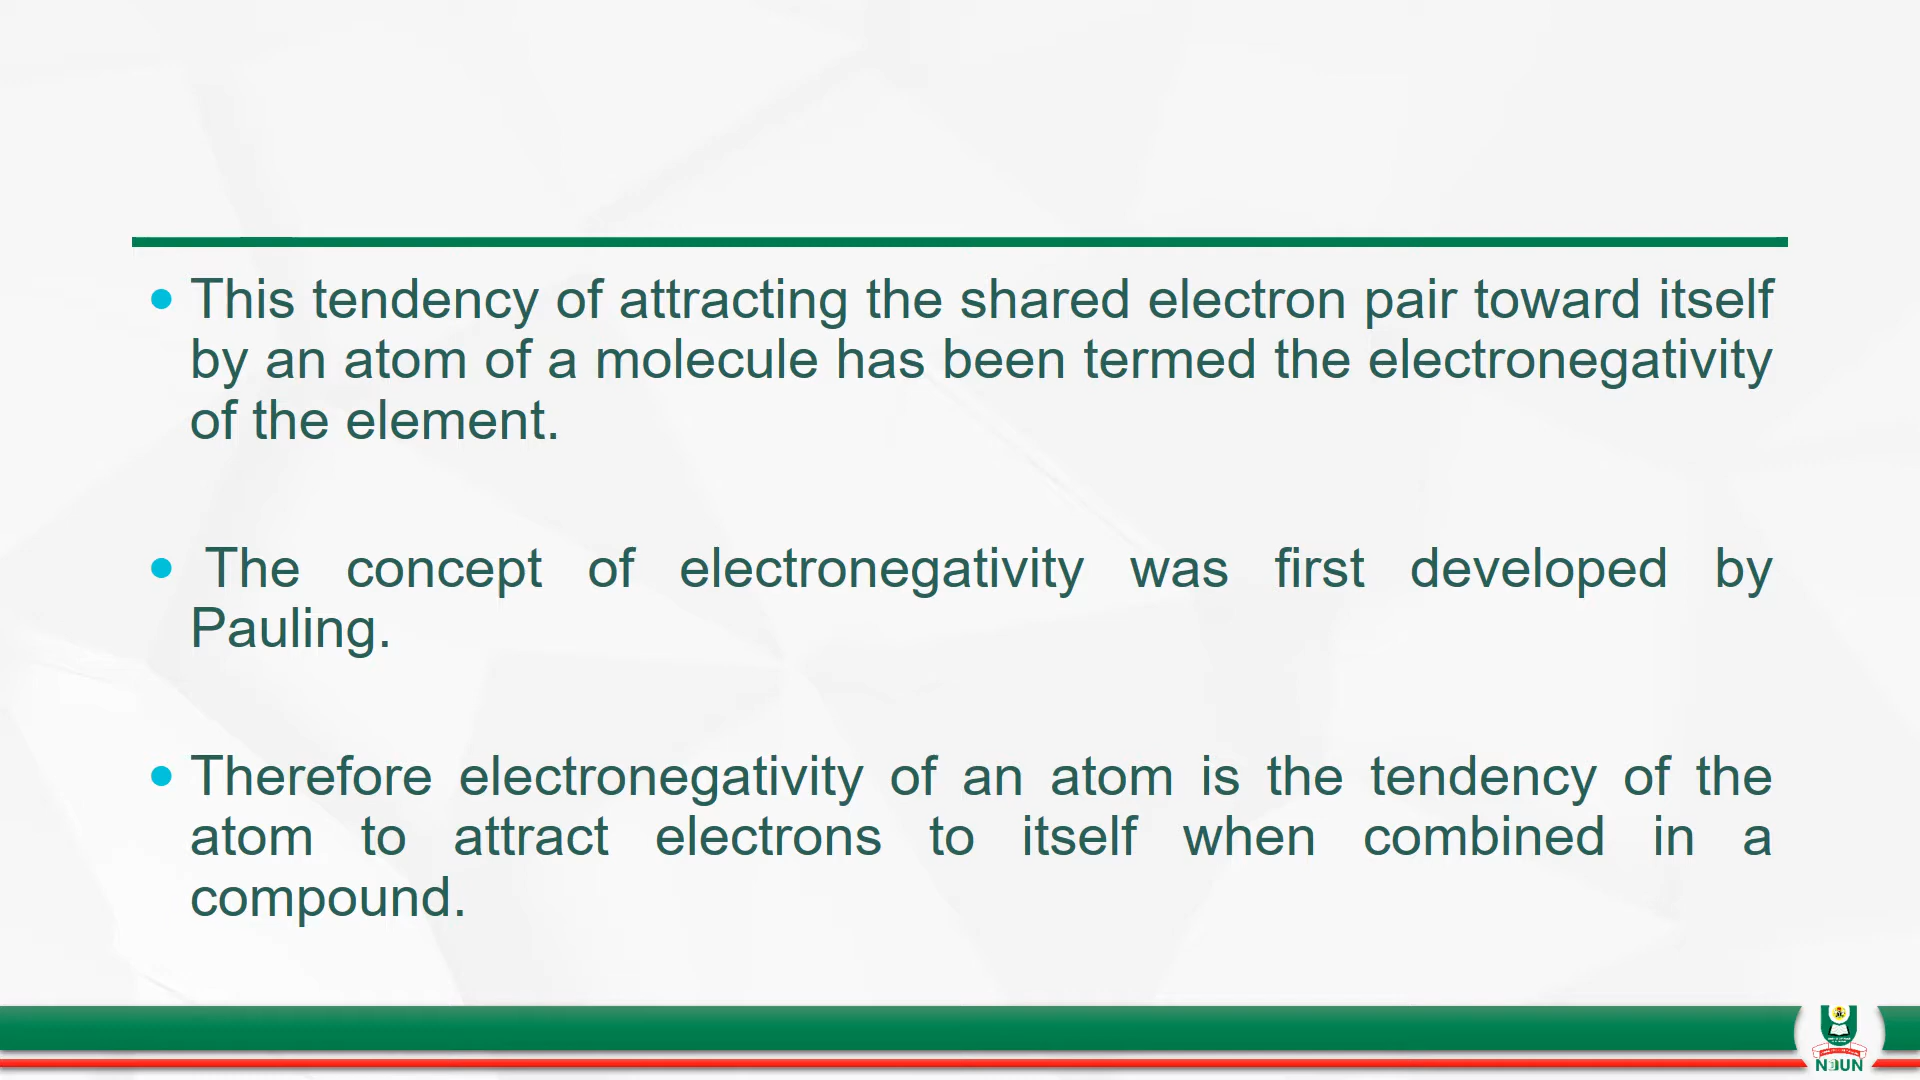 • This tendency of attracting the shared electron pair toward itself
by an atom of a molecule has been termed the electronegativity
of the element.
• The concept of electronegativity was first developed by
Pauling.
• Therefore electronegativity of an atom is the tendency of the
atom to attract electrons to itself when combined in a
compound.
NOUN